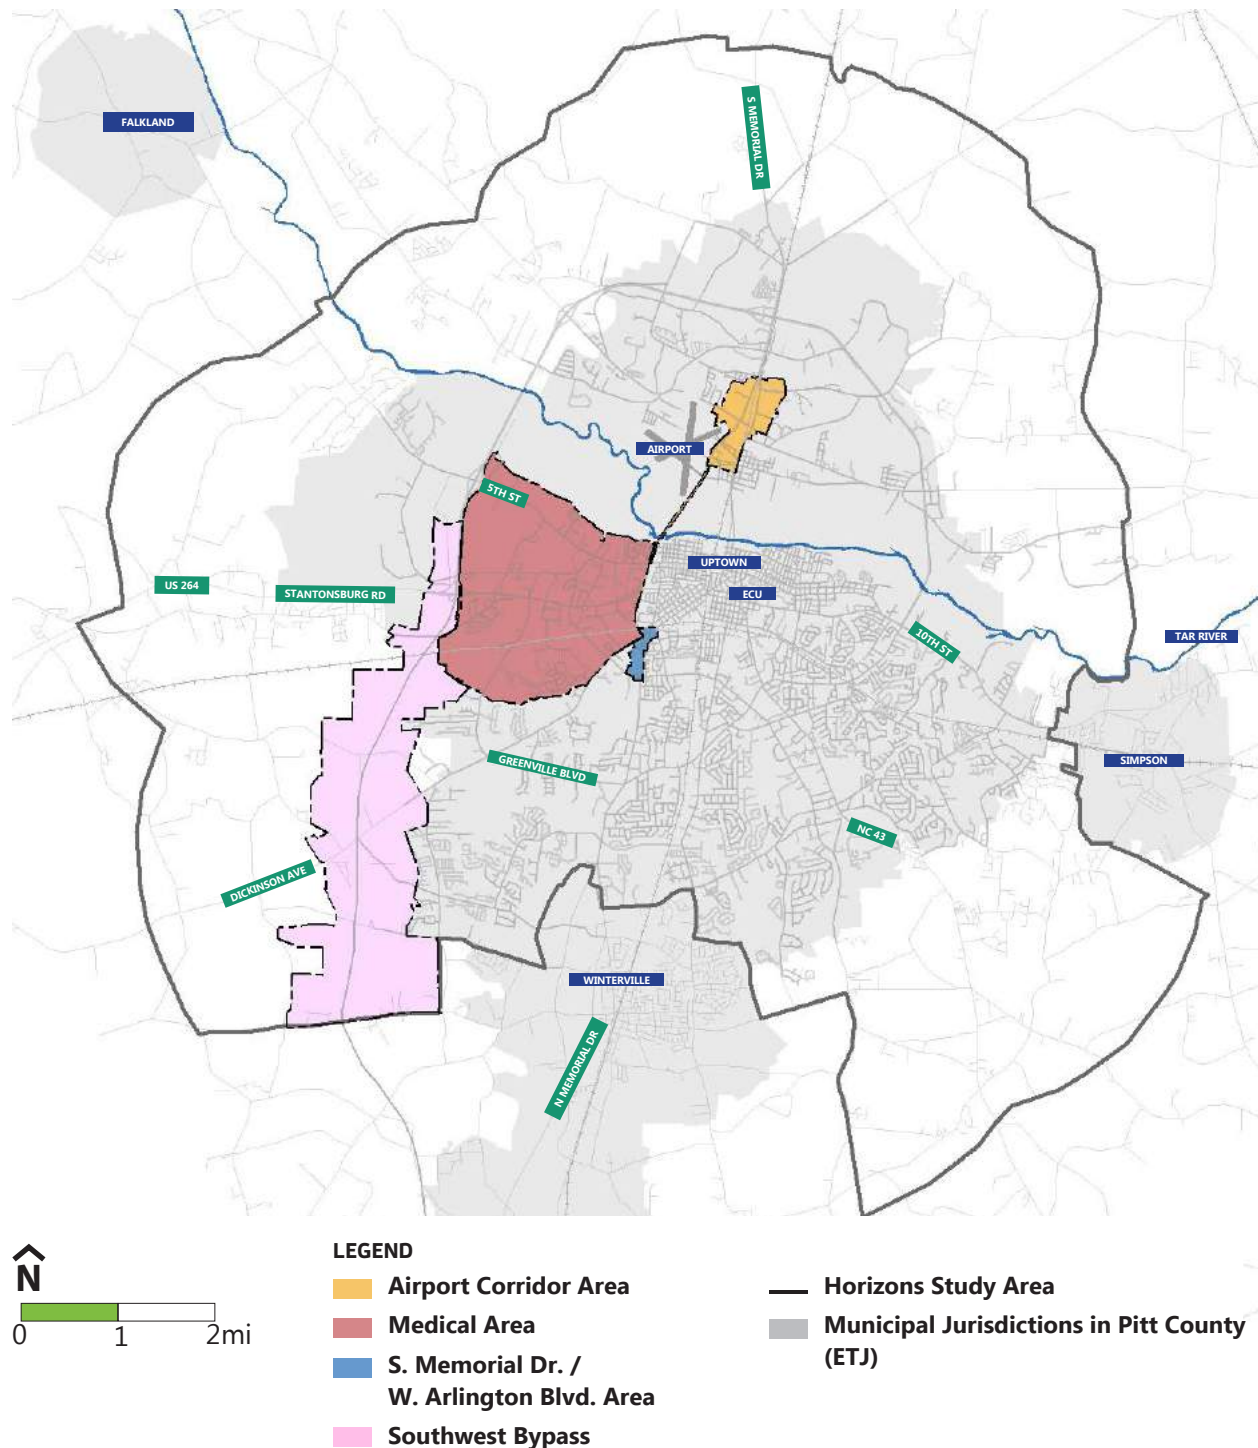 FALKLAND
S MEMORIAL DR
AIRPORT
5TH ST
UPTOWN
US 264
STANTONSBURG RD
ECU
10TH ST
TAR RIVER
GREENVILLE BLVD
SIMPSON
NC 43
DICKINSON AVE
WINTERVILLE
N MEMORIAL DR
N
0 1 2mi
LEGEND
Airport Corridor Area
Medical Area
S. Memorial Dr. /
W. Arlington Blvd. Area
Southwest Bypass
Horizons Study Area
Municipal Jurisdictions in Pitt County
(ETJ)